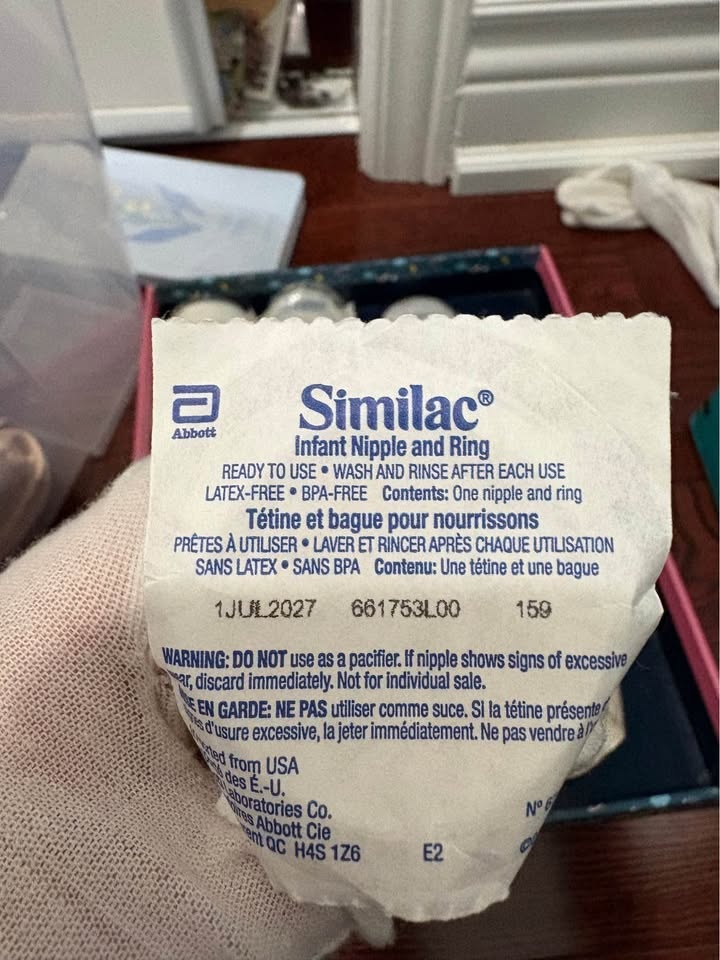 Abbott
Similac®
Infant Nipple and Ring
READY TO USE • WASH AND RINSE AFTER EACH USE
LATEX-FREE • BPA-FREE Contents: One nipple and ring
Tétine et bague pour nourrissons
PRÊTES À UTILISER • LAVER ET RINCER APRÈS CHAQUE UTILISATION
SANS LATEX • SANS BPA Contenu: Une tétine et une bague
1JUL2027 661753L00 159
WARNING: DO NOT use as a pacifier. If nipple shows signs of excessive
discard immediately. Not for individual sale.
EN GARDE: NE PAS utiliser comme suce. Si la tétine présente
d'usure excessive, la jeter immédiatement. Ne pas vendre à
from USA
des É.-U.
Laboratories Co.
Abbott Cie
QC H4S 1Z6
E2
Nº
©